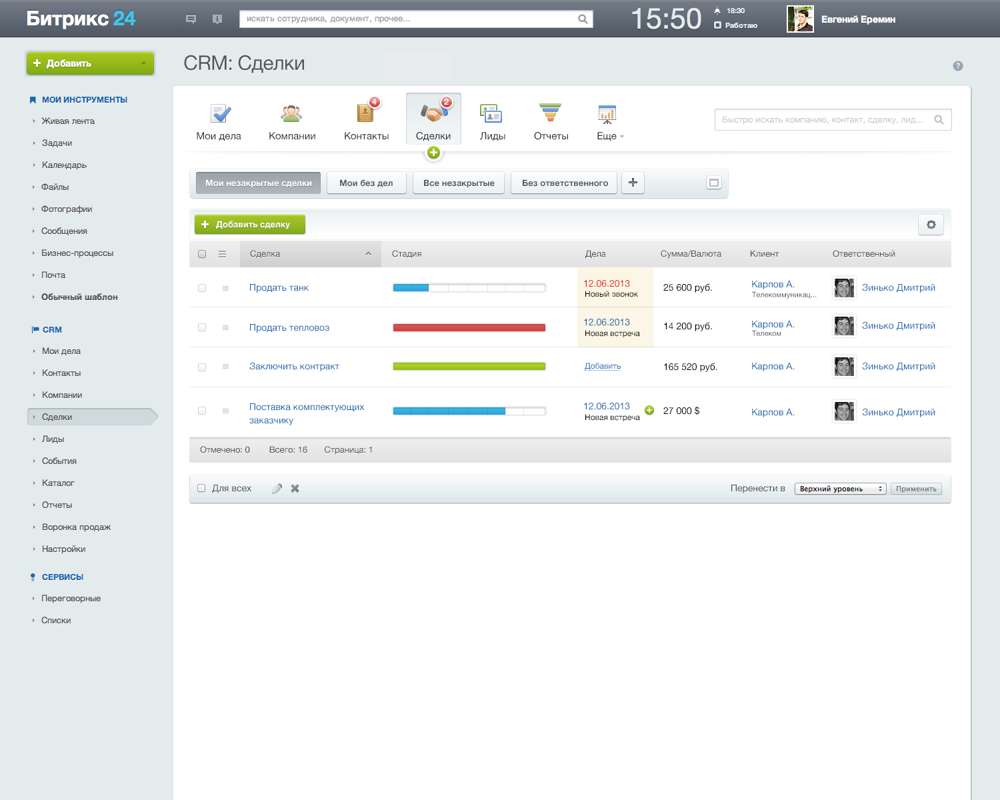 Битрикс 24
искать сотрудника, документ, прочее...
15:50
18:30
Работаю
Евгений Еремин
Добавить
CRM: Сделки
?
МОИ ИНСТРУМЕНТЫ
Живая лента
Задачи
Календарь
Файлы
Фотографии
Сообщения
Бизнес-процессы
Почта
Обычный шаблон
CRM
Мои дела
Контакты
Компании
Сделки
Лиды
События
Каталог
Отчеты
Воронка продаж
Настройки
СЕРВИСЫ
Переговорные
Списки
Мои дела
Компании
4
Контакты
2
Сделки
Лиды
Отчеты
Еще
Быстро искать компанию, контакт, сделку, лид...
Мои незакрытые сделки
Мои без дел
Все незакрытые
Без ответственного
Добавить сделку
Сделка
Стадия
Дела
Сумма/Валюта
Клиент
Ответственный
Продать танк
12.06.2013
Новый звонок
25 600 руб.
Карпов А.
Телекоммуникац...
Зинько Дмитрий
Продать тепловоз
12.06.2013
Новая встреча
14 200 руб.
Карпов А.
Телеком
Зинько Дмитрий
Заключить контракт
Добавить
165 520 руб.
Карпов А.
Зинько Дмитрий
Поставка комплектующих
заказчику
12.06.2013
Новая встреча
27 000 $
Карпов А.
Зинько Дмитрий
Отмечено: 0
Всего: 16
Страница: 1
Для всех
Перенести в
Верхний уровень
Применить